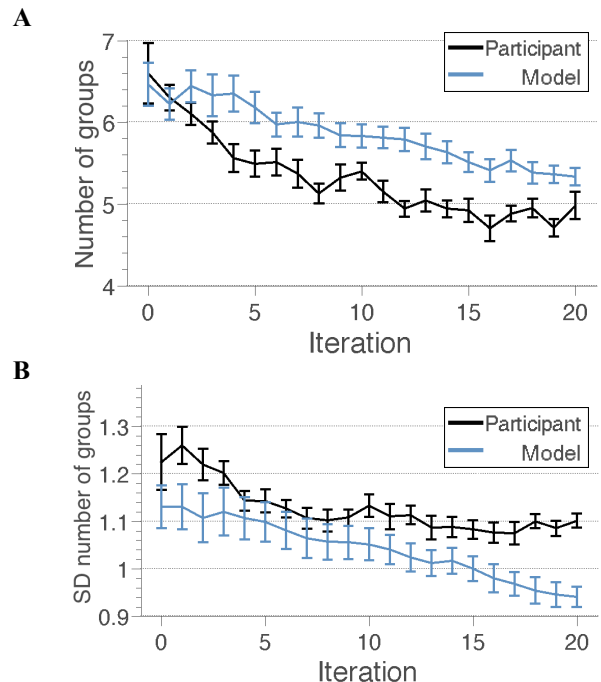 A
7
6
5
4
Number of groups
Participant
Model
0 5 10 15 20
Iteration
B
1.3
1.2
1.1
1
0.9
SD number of groups
Participant
Model
0 5 10 15 20
Iteration